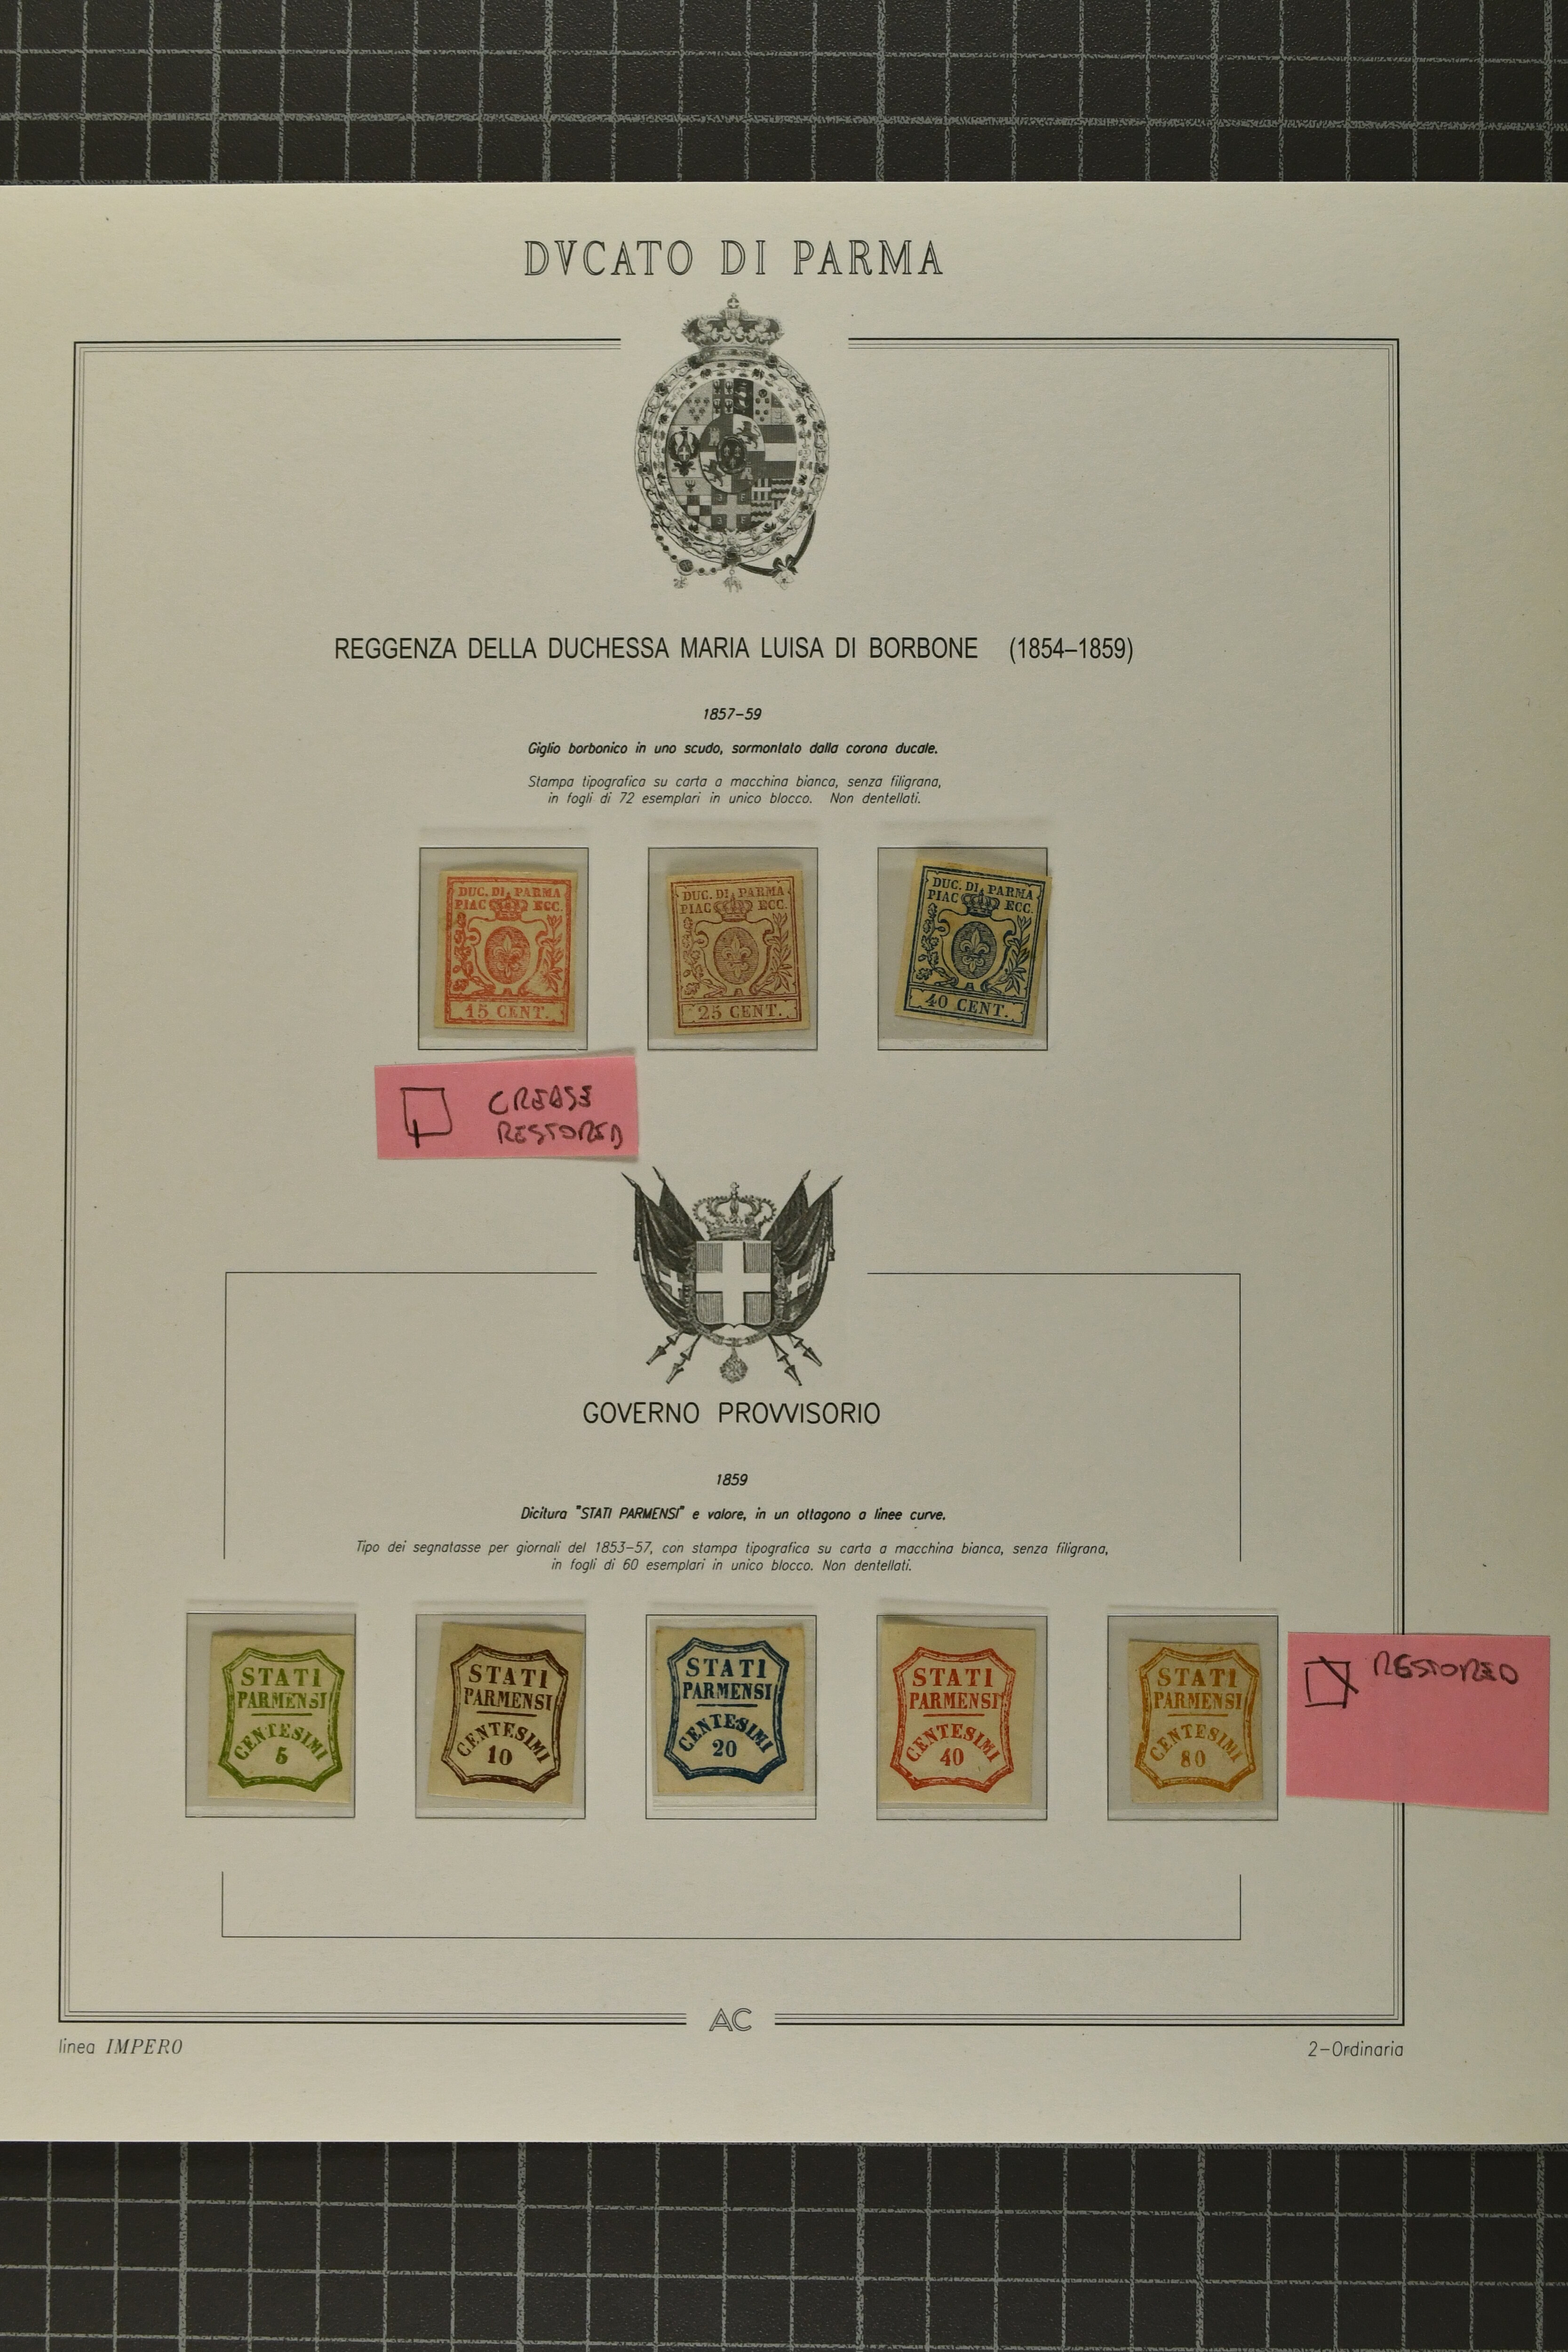 DVCATO DI PARMA
REGGENZA DELLA DUCHESSA MARIA LUISA DI BORBONE (1854–1859)
1857–59
Giglio borbonico in uno scudo, sormontato dalla corona ducale.
Stampa tipografica su carta a macchina bianca, senza filigrana,
in fogli di 72 esemplari in unico blocco. Non dentellati.
DUC. DI PARMA
PIAC ECC.
15 CENT.
DUC. DI PARMA
PIAC ECC.
25 CENT.
DUC. DI PARMA
PIAC ECC.
40 CENT.
CREASE
RESTORED
GOVERNO PROVVISORIO
1859
Dicitura "STATI PARMENSI" e valore, in un ottagono a linee curve.
Tipo dei segnatasse per giornali del 1853–57, con stampa tipografica su carta a macchina bianca, senza filigrana,
in fogli di 60 esemplari in unico blocco. Non dentellati.
STATI
PARMENSI
CENTESIMI
5
STATI
PARMENSI
CENTESIMI
10
STATI
PARMENSI
CENTESIMI
20
STATI
PARMENSI
CENTESIMI
40
STATI
PARMENSI
CENTESIMI
80
RESTORED
AC
linea IMPERO
2–Ordinaria